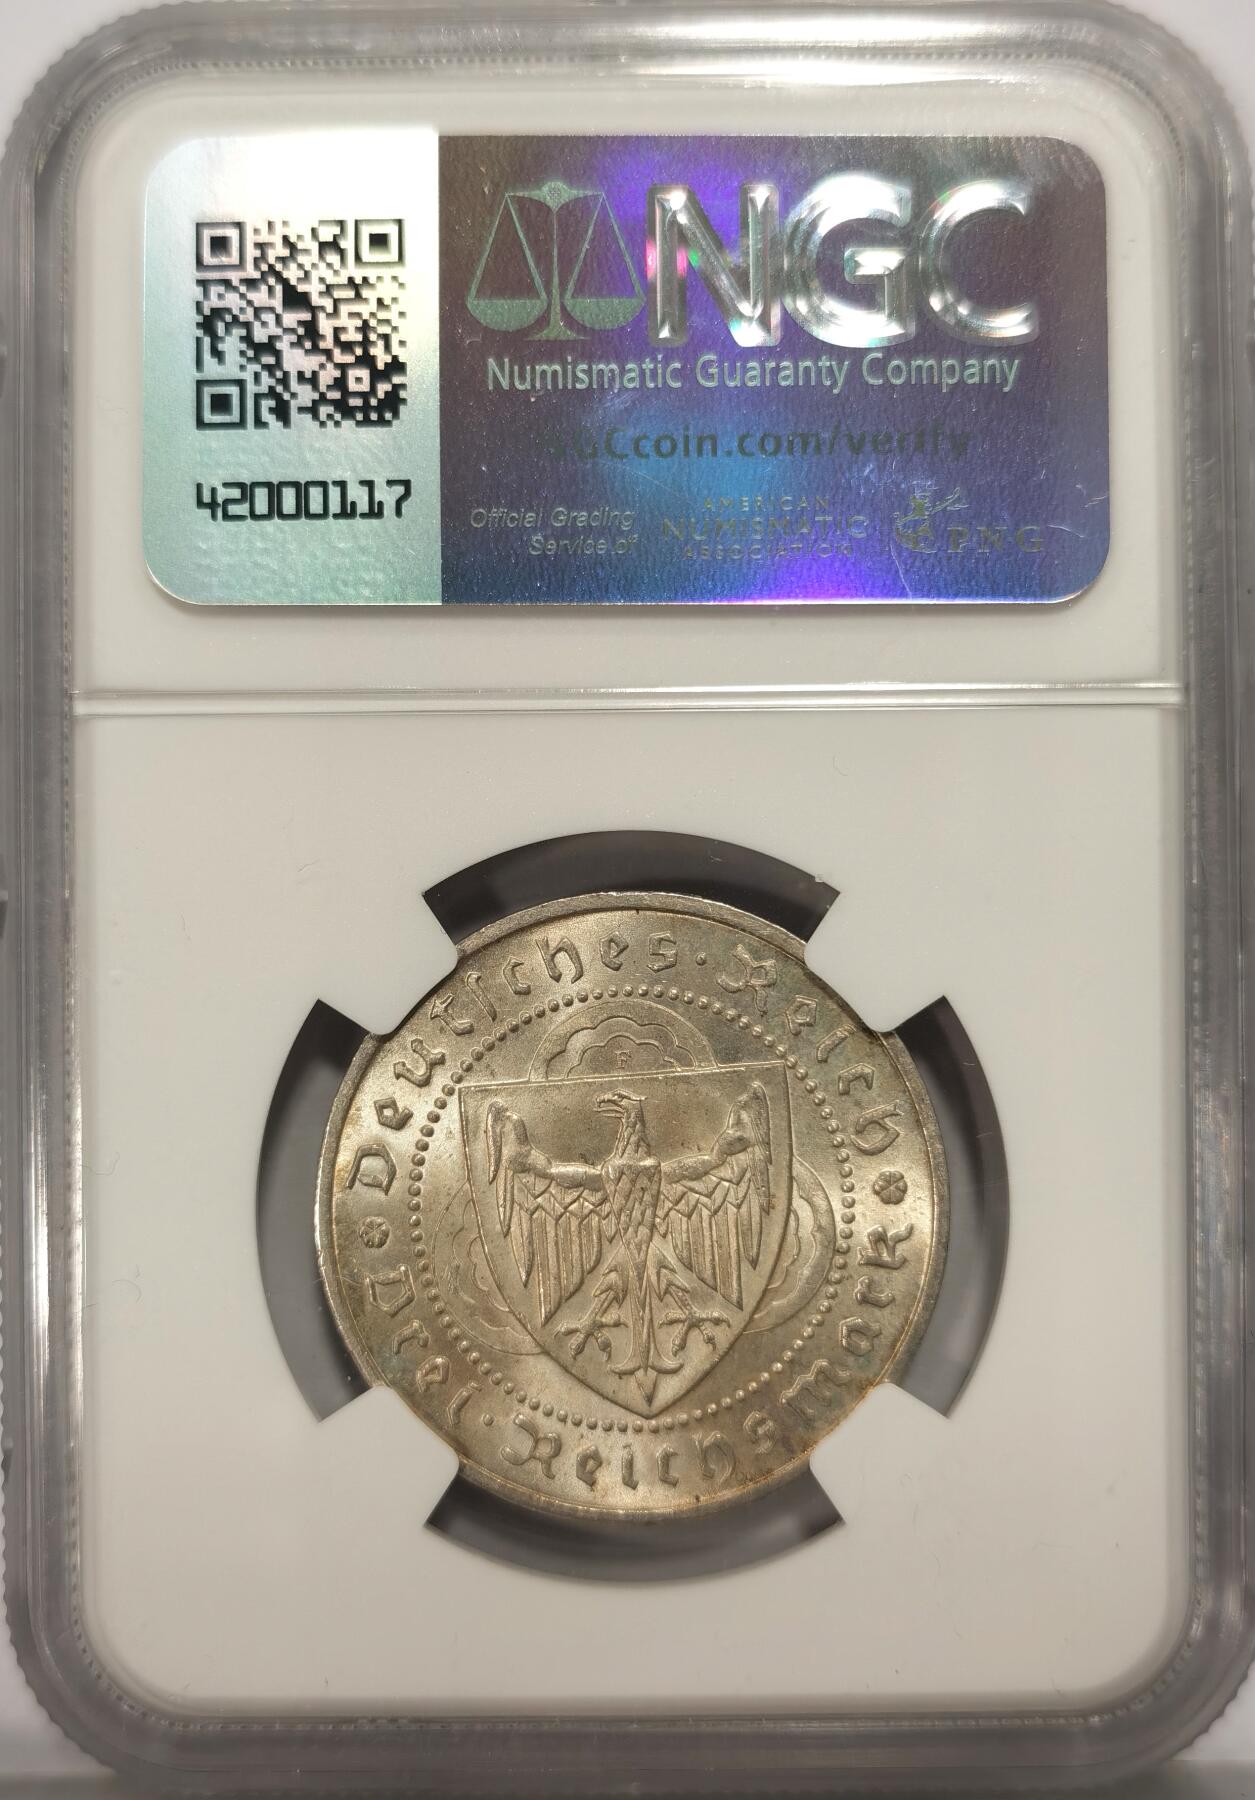 NGC
Numismatic Guaranty Company
NGCcoin.com/verify
42000117
Official Grading
Service of
AMERICAN
NUMISMATIC
ASSOCIATION
PNG
Deutsches · Reich
F
Drei · Reichsmark